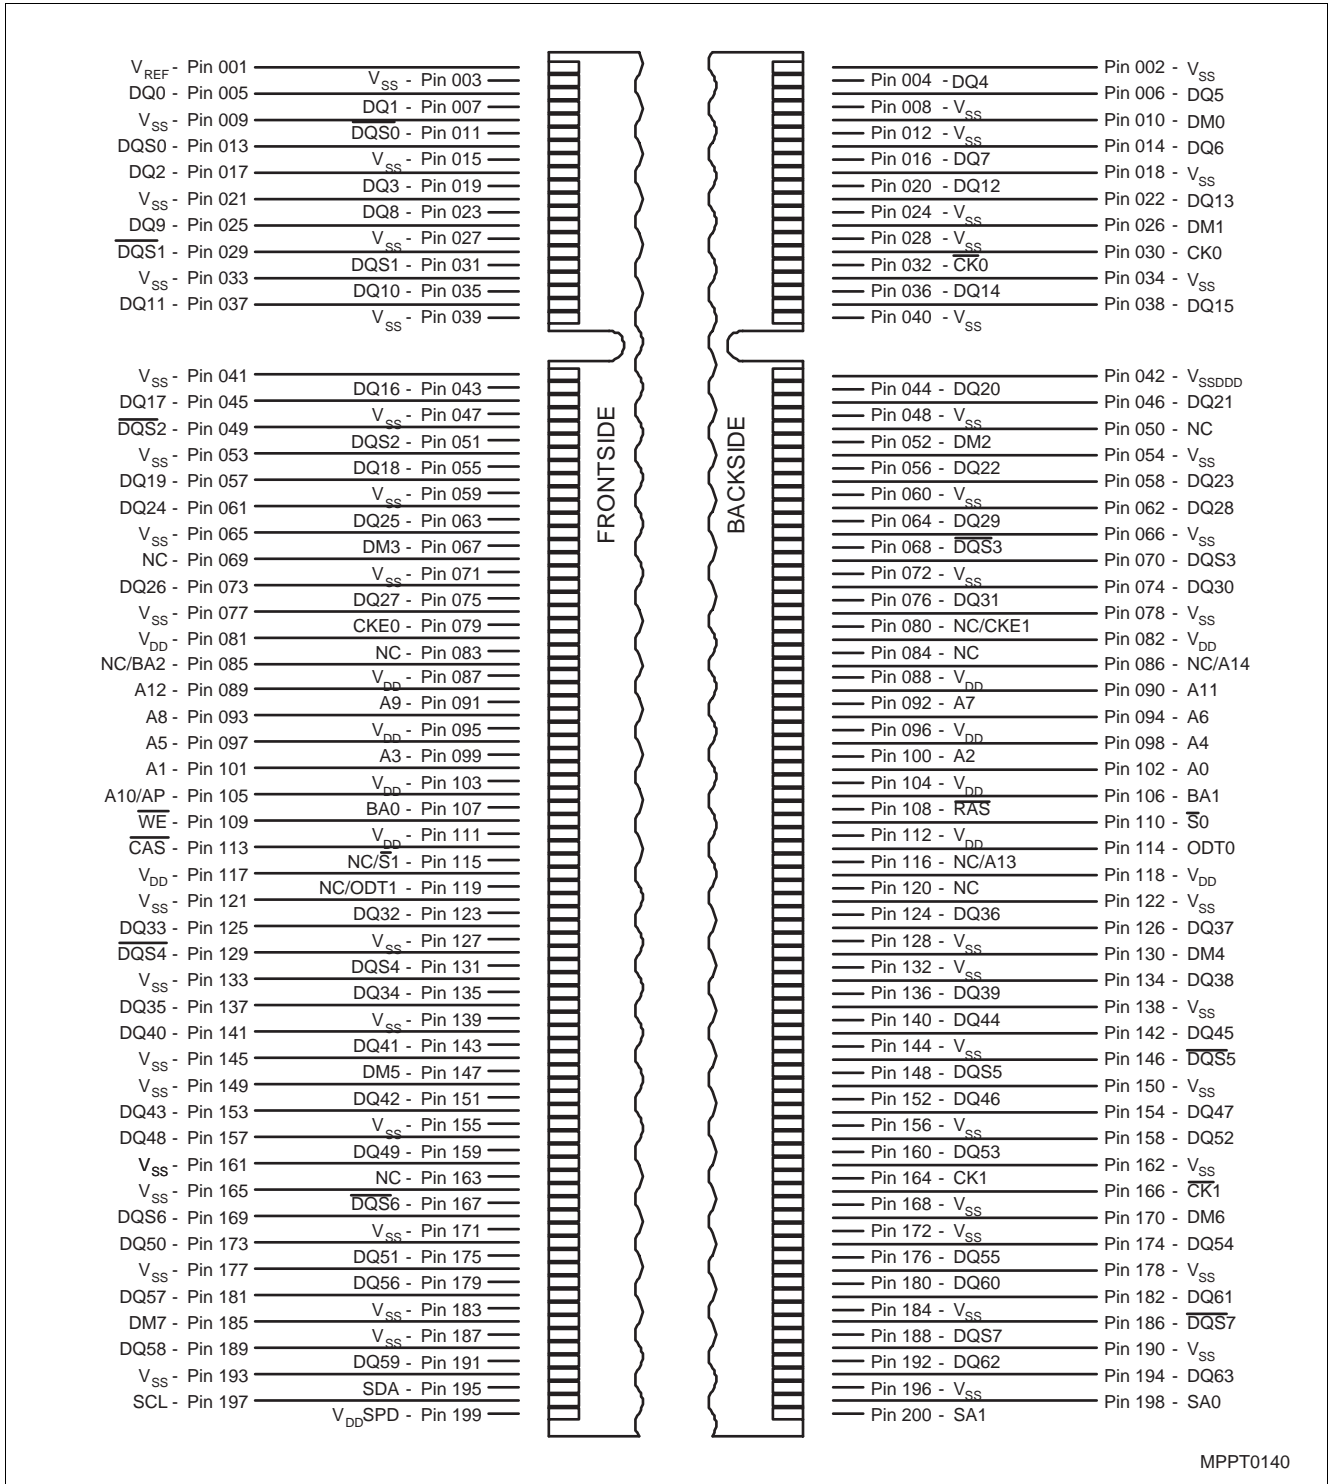 VREF - Pin 001
VSS - Pin 003
DQ0 - Pin 005
DQ1 - Pin 007
VSS - Pin 009
D̅Q̅S̅0 - Pin 011
DQS0 - Pin 013
VSS - Pin 015
DQ2 - Pin 017
DQ3 - Pin 019
VSS - Pin 021
DQ8 - Pin 023
DQ9 - Pin 025
VSS - Pin 027
D̅Q̅S̅1 - Pin 029
DQS1 - Pin 031
VSS - Pin 033
DQ10 - Pin 035
DQ11 - Pin 037
VSS - Pin 039
VSS - Pin 041
DQ16 - Pin 043
DQ17 - Pin 045
VSS - Pin 047
D̅Q̅S̅2 - Pin 049
DQS2 - Pin 051
VSS - Pin 053
DQ18 - Pin 055
DQ19 - Pin 057
VSS - Pin 059
DQ24 - Pin 061
DQ25 - Pin 063
VSS - Pin 065
DM3 - Pin 067
NC - Pin 069
VSS - Pin 071
DQ26 - Pin 073
DQ27 - Pin 075
VSS - Pin 077
CKE0 - Pin 079
VDD - Pin 081
NC - Pin 083
NC/BA2 - Pin 085
VDD - Pin 087
A12 - Pin 089
A9 - Pin 091
A8 - Pin 093
VDD - Pin 095
A5 - Pin 097
A3 - Pin 099
A1 - Pin 101
VDD - Pin 103
A10/AP - Pin 105
BA0 - Pin 107
W̅E̅ - Pin 109
VDD - Pin 111
C̅A̅S̅ - Pin 113
NC/S̅1 - Pin 115
VDD - Pin 117
NC/ODT1 - Pin 119
VSS - Pin 121
DQ32 - Pin 123
DQ33 - Pin 125
VSS - Pin 127
D̅Q̅S̅4 - Pin 129
DQS4 - Pin 131
VSS - Pin 133
DQ34 - Pin 135
DQ35 - Pin 137
VSS - Pin 139
DQ40 - Pin 141
DQ41 - Pin 143
VSS - Pin 145
DM5 - Pin 147
VSS - Pin 149
DQ42 - Pin 151
DQ43 - Pin 153
VSS - Pin 155
DQ48 - Pin 157
DQ49 - Pin 159
VSS - Pin 161
NC - Pin 163
VSS - Pin 165
D̅Q̅S̅6 - Pin 167
DQS6 - Pin 169
VSS - Pin 171
DQ50 - Pin 173
DQ51 - Pin 175
VSS - Pin 177
DQ56 - Pin 179
DQ57 - Pin 181
VSS - Pin 183
DM7 - Pin 185
VSS - Pin 187
DQ58 - Pin 189
DQ59 - Pin 191
VSS - Pin 193
SDA - Pin 195
SCL - Pin 197
VDDSPD - Pin 199
FRONTSIDE
BACKSIDE
Pin 002 - VSS
Pin 004 - DQ4
Pin 006 - DQ5
Pin 008 - VSS
Pin 010 - DM0
Pin 012 - VSS
Pin 014 - DQ6
Pin 016 - DQ7
Pin 018 - VSS
Pin 020 - DQ12
Pin 022 - DQ13
Pin 024 - VSS
Pin 026 - DM1
Pin 028 - VSS
Pin 030 - CK0
Pin 032 - C̅K̅0
Pin 034 - VSS
Pin 036 - DQ14
Pin 038 - DQ15
Pin 040 - VSS
Pin 042 - VSSDDD
Pin 044 - DQ20
Pin 046 - DQ21
Pin 048 - VSS
Pin 050 - NC
Pin 052 - DM2
Pin 054 - VSS
Pin 056 - DQ22
Pin 058 - DQ23
Pin 060 - VSS
Pin 062 - DQ28
Pin 064 - DQ29
Pin 066 - VSS
Pin 068 - D̅Q̅S̅3
Pin 070 - DQS3
Pin 072 - VSS
Pin 074 - DQ30
Pin 076 - DQ31
Pin 078 - VSS
Pin 080 - NC/CKE1
Pin 082 - VDD
Pin 084 - NC
Pin 086 - NC/A14
Pin 088 - VDD
Pin 090 - A11
Pin 092 - A7
Pin 094 - A6
Pin 096 - VDD
Pin 098 - A4
Pin 100 - A2
Pin 102 - A0
Pin 104 - VDD
Pin 106 - BA1
Pin 108 - R̅A̅S̅
Pin 110 - S̅0
Pin 112 - VDD
Pin 114 - ODT0
Pin 116 - NC/A13
Pin 118 - VDD
Pin 120 - NC
Pin 122 - VSS
Pin 124 - DQ36
Pin 126 - DQ37
Pin 128 - VSS
Pin 130 - DM4
Pin 132 - VSS
Pin 134 - DQ38
Pin 136 - DQ39
Pin 138 - VSS
Pin 140 - DQ44
Pin 142 - DQ45
Pin 144 - VSS
Pin 146 - D̅Q̅S̅5
Pin 148 - DQS5
Pin 150 - VSS
Pin 152 - DQ46
Pin 154 - DQ47
Pin 156 - VSS
Pin 158 - DQ52
Pin 160 - DQ53
Pin 162 - VSS
Pin 164 - CK1
Pin 166 - C̅K̅1
Pin 168 - VSS
Pin 170 - DM6
Pin 172 - VSS
Pin 174 - DQ54
Pin 176 - DQ55
Pin 178 - VSS
Pin 180 - DQ60
Pin 182 - DQ61
Pin 184 - VSS
Pin 186 - D̅Q̅S̅7
Pin 188 - DQS7
Pin 190 - VSS
Pin 192 - DQ62
Pin 194 - DQ63
Pin 196 - VSS
Pin 198 - SA0
Pin 200 - SA1
MPPT0140